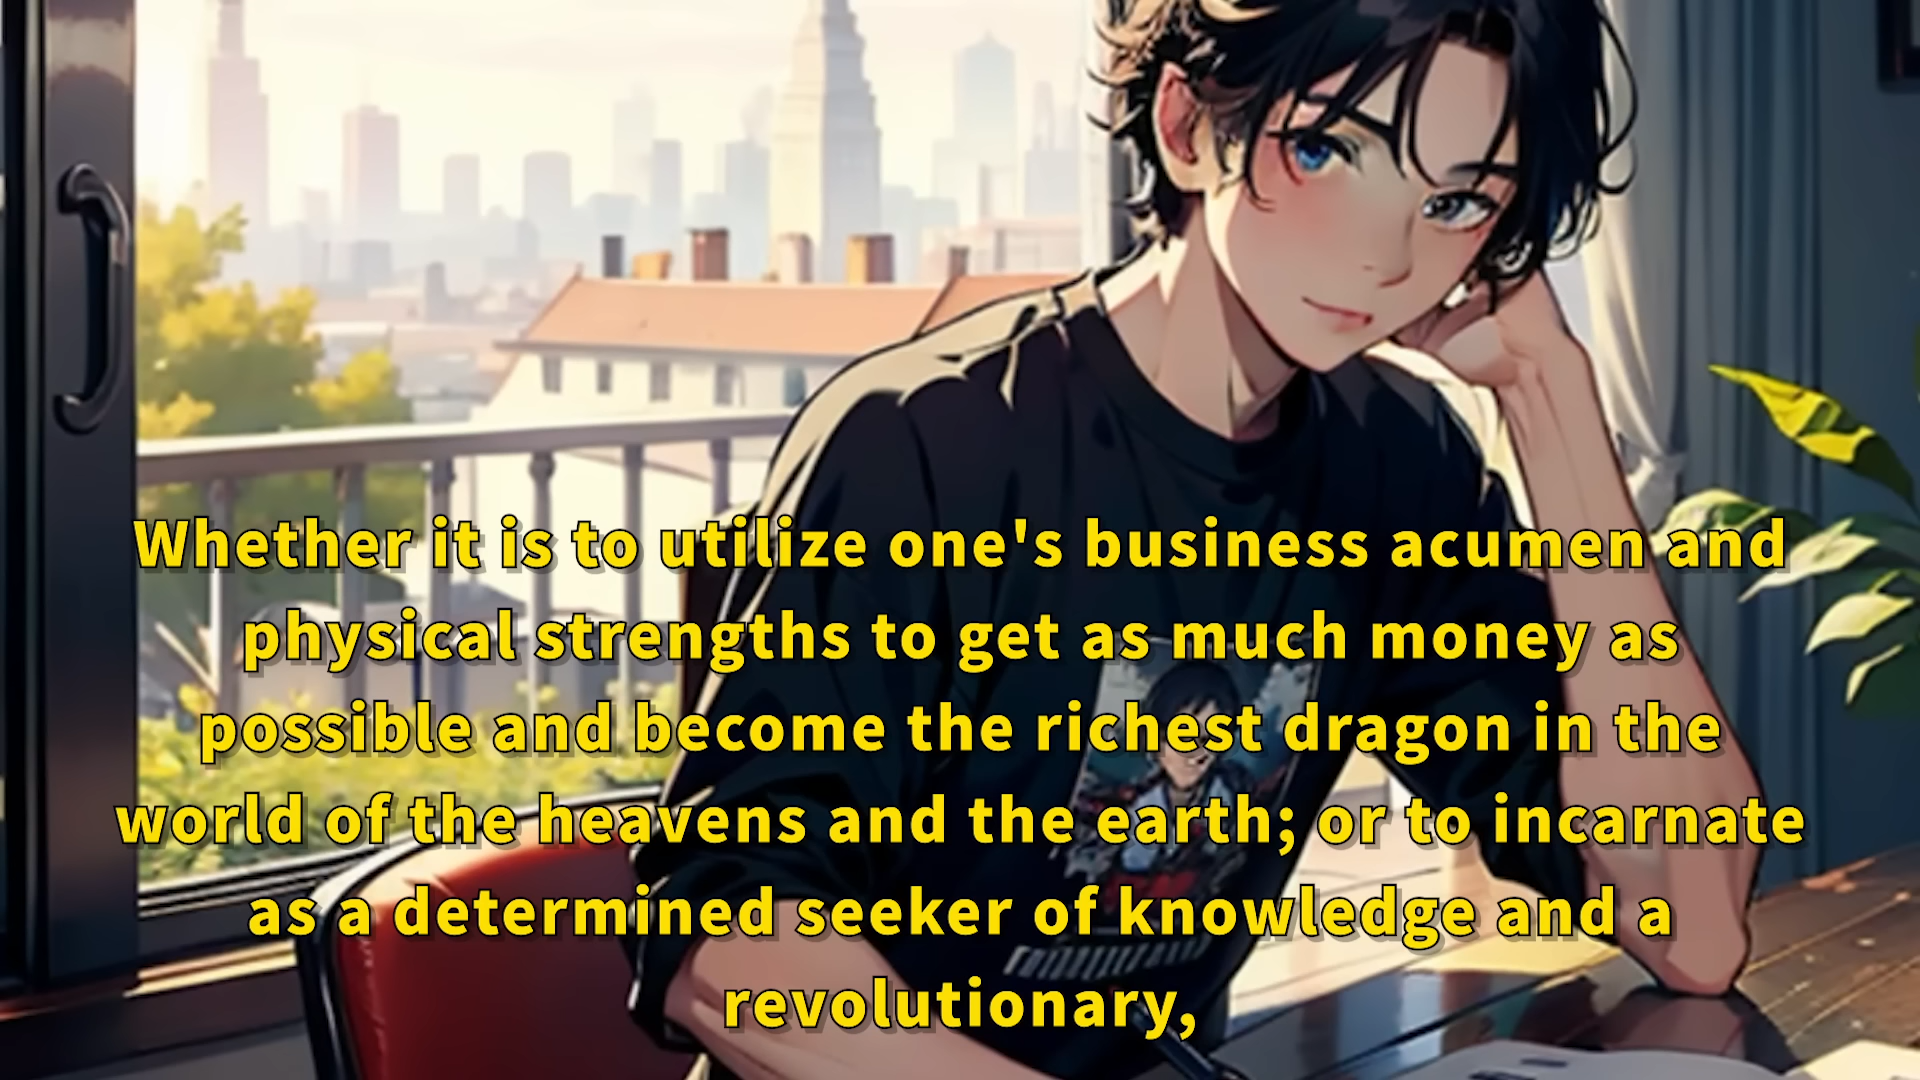 Whether it is to utilize one's business acumen and
physical strengths to get as much money as
possible and become the richest dragon in the
world of the heavens and the earth; or to incarnate
as a determined seeker of knowledge and a
revolutionary,